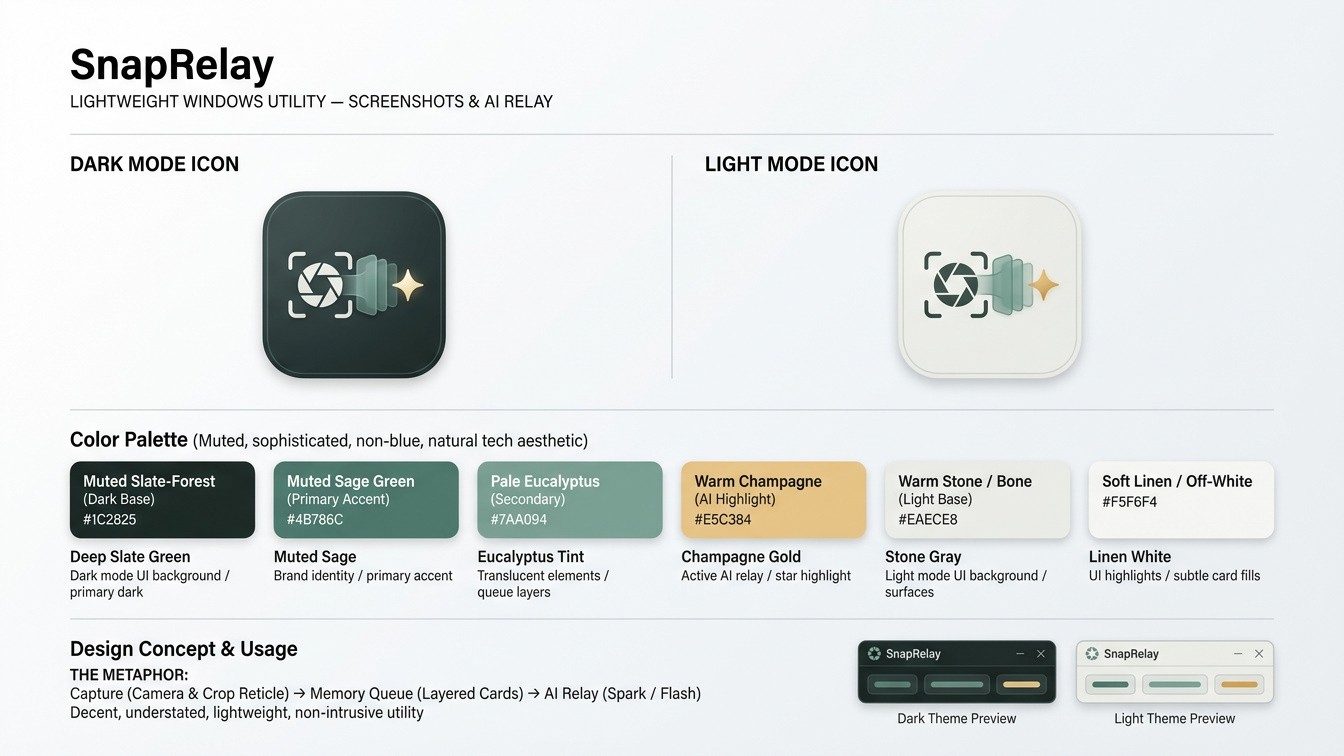 SnapRelay
LIGHTWEIGHT WINDOWS UTILITY — SCREENSHOTS & AI RELAY
DARK MODE ICON
LIGHT MODE ICON
Color Palette (Muted, sophisticated, non-blue, natural tech aesthetic)
Muted Slate-Forest
(Dark Base)
#1C2825
Deep Slate Green
Dark mode UI background /
primary dark
Muted Sage Green
(Primary Accent)
#4B786C
Muted Sage
Brand identity / primary accent
Pale Eucalyptus
(Secondary)
#7AA094
Eucalyptus Tint
Translucent elements /
queue layers
Warm Champagne
(AI Highlight)
#E5C384
Champagne Gold
Active AI relay / star highlight
Warm Stone / Bone
(Light Base)
#EAECE8
Stone Gray
Light mode UI background /
surfaces
Soft Linen / Off-White
#F5F6F4
Linen White
UI highlights / subtle card fills
Design Concept & Usage
THE METAPHOR:
Capture (Camera & Crop Reticle) → Memory Queue (Layered Cards) → AI Relay (Spark / Flash)
Decent, understated, lightweight, non-intrusive utility
SnapRelay
Dark Theme Preview
SnapRelay
Light Theme Preview